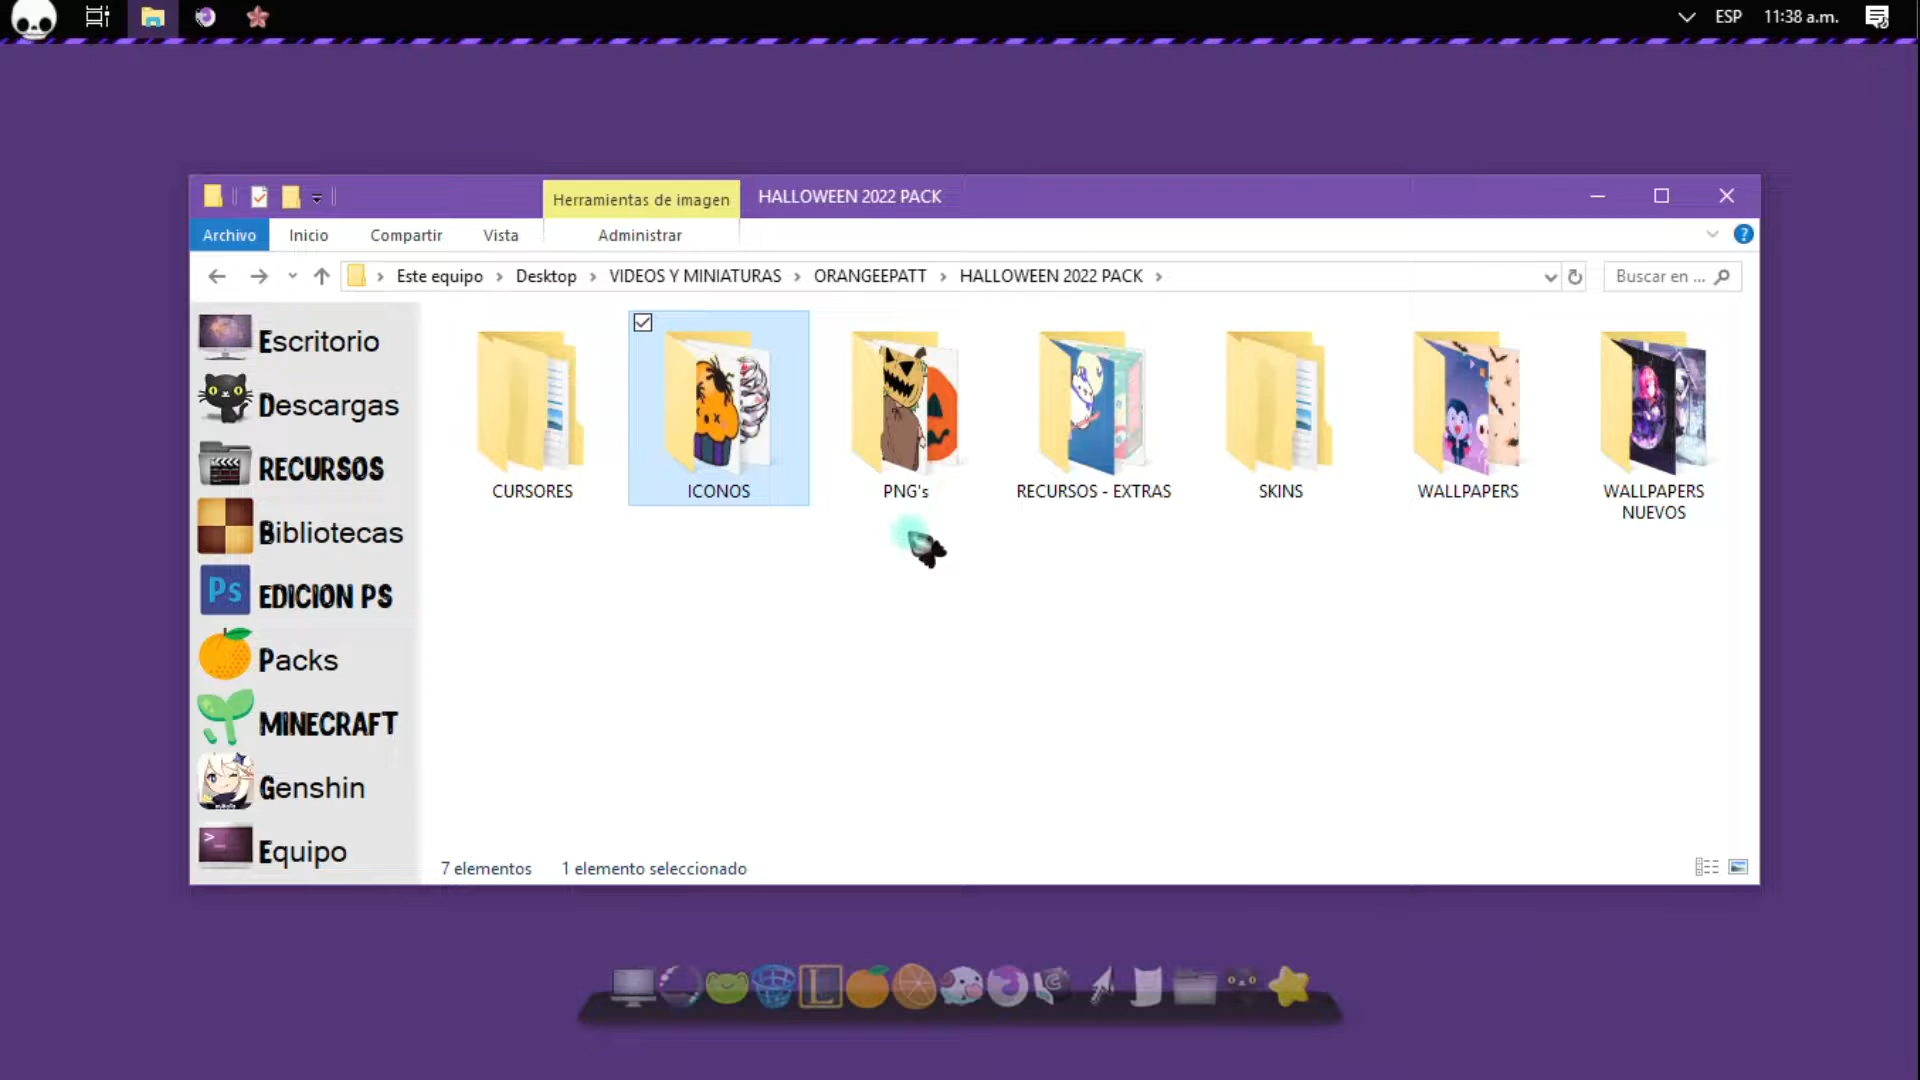 ESP 11:38 a.m.
Herramientas de imagen HALLOWEEN 2022 PACK
Archivo Inicio Compartir Vista Administrar ?
Este equipo Desktop VIDEOS Y MINIATURAS ORANGEEPATT HALLOWEEN 2022 PACK Buscar en ...
Escritorio
Descargas
RECURSOS
Bibliotecas
Ps EDICION PS
Packs
MINECRAFT
Genshin
>_ Equipo
CURSORES ICONOS PNG's RECURSOS - EXTRAS SKINS WALLPAPERS WALLPAPERS
NUEVOS
7 elementos 1 elemento seleccionado
L